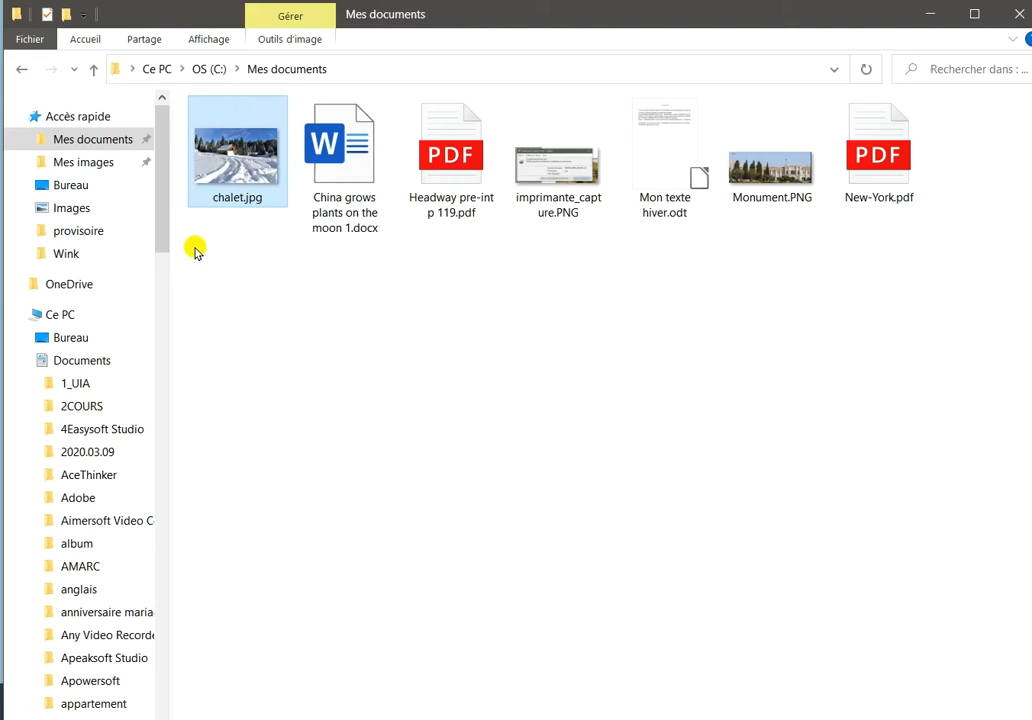 Gérer
Mes documents
Fichier
Accueil
Partage
Affichage
Outils d'image
Ce PC
OS (C:)
Mes documents
Rechercher dans : ...
Accès rapide
Mes documents
Mes images
Bureau
Images
provisoire
Wink
OneDrive
Ce PC
Bureau
Documents
1_UIA
2COURS
4Easysoft Studio
2020.03.09
AceThinker
Adobe
Aimersoft Video C
album
AMARC
anglais
anniversaire maria
Any Video Recorde
Apeaksoft Studio
Apowersoft
appartement
chalet.jpg
W
China grows
plants on the
moon 1.docx
PDF
Headway pre-int
p 119.pdf
imprimante_capt
ure.PNG
Mon texte
hiver.odt
Monument.PNG
PDF
New-York.pdf